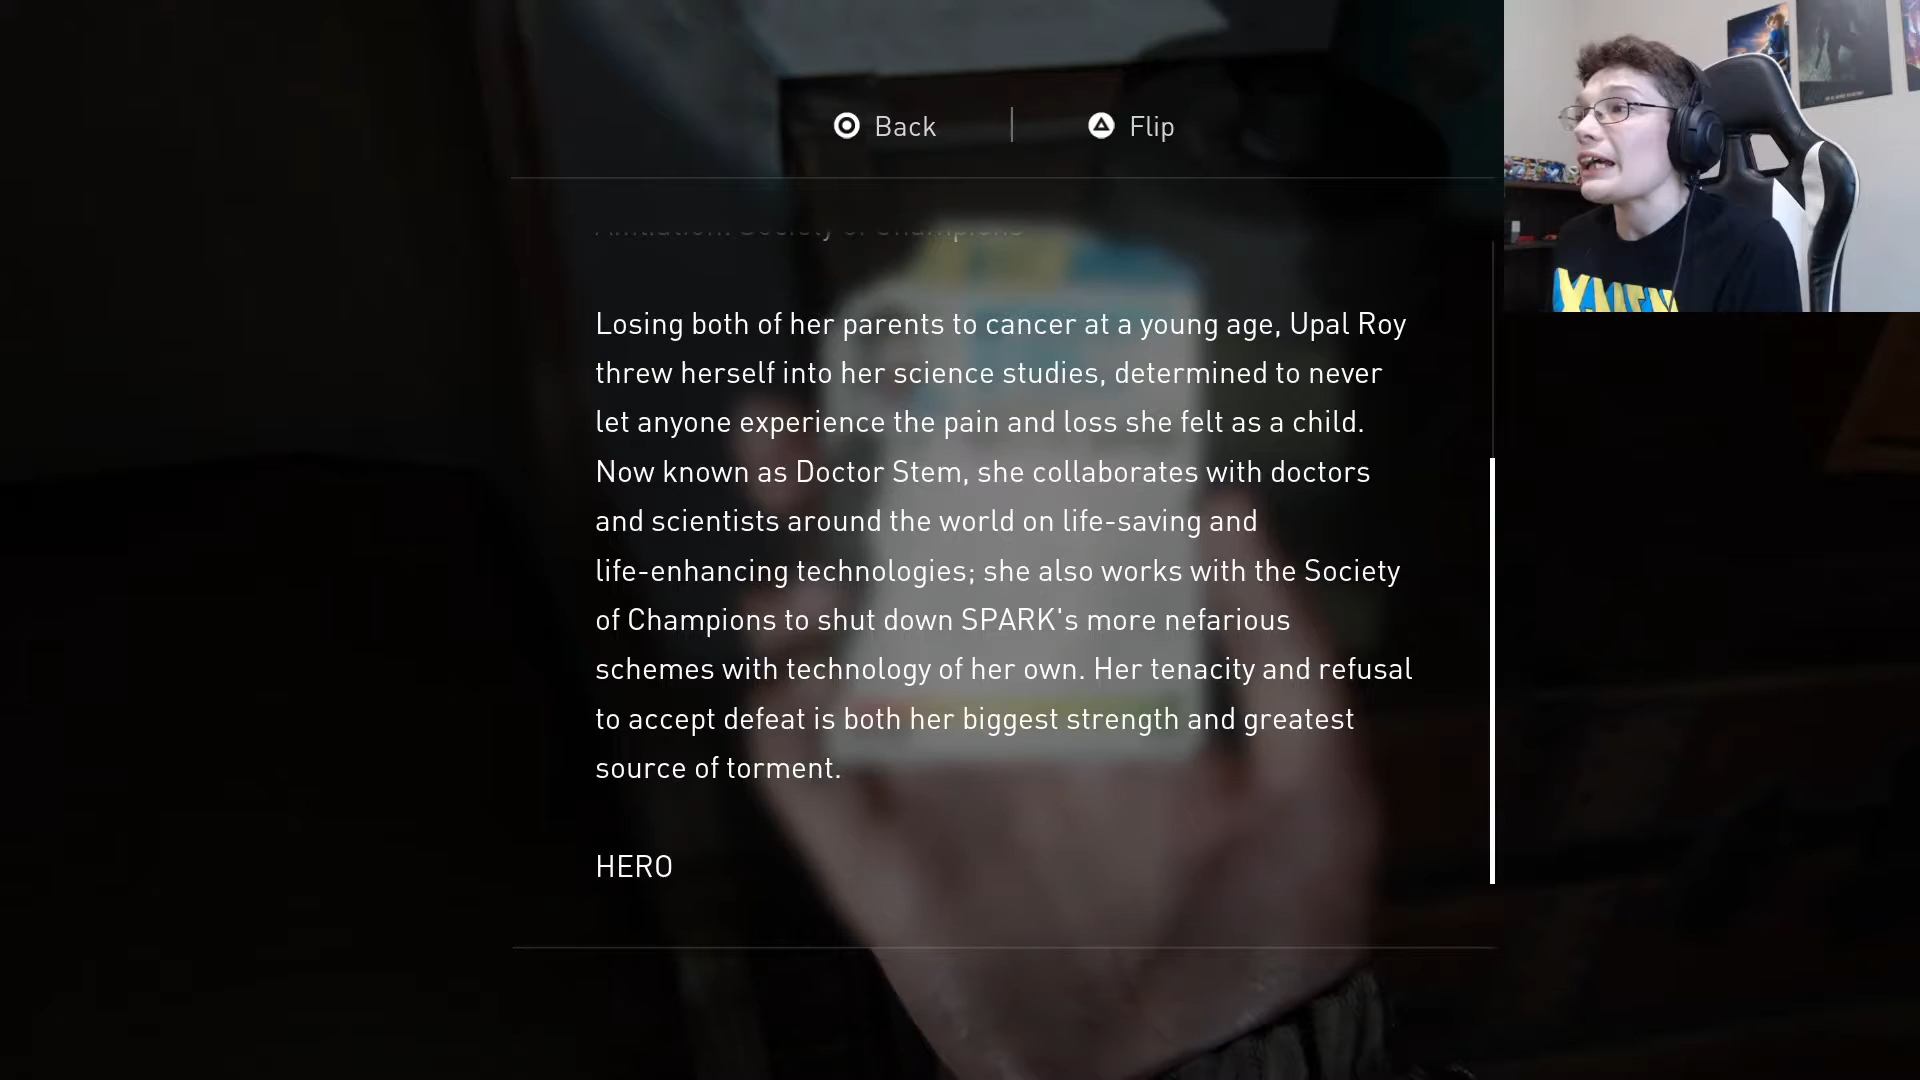 Back | Flip
Affiliation: Society of Champions
Losing both of her parents to cancer at a young age, Upal Roy
threw herself into her science studies, determined to never
let anyone experience the pain and loss she felt as a child.
Now known as Doctor Stem, she collaborates with doctors
and scientists around the world on life-saving and
life-enhancing technologies; she also works with the Society
of Champions to shut down SPARK's more nefarious
schemes with technology of her own. Her tenacity and refusal
to accept defeat is both her biggest strength and greatest
source of torment.
HERO